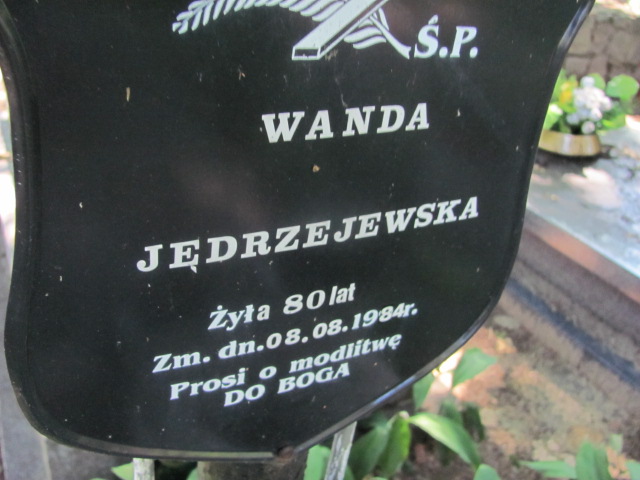 Ś.P.
WANDA
JĘDRZEJEWSKA
Żyła 80 lat
Zm. dn. 08.08.1984r.
Prosi o modlitwę
DO BOGA